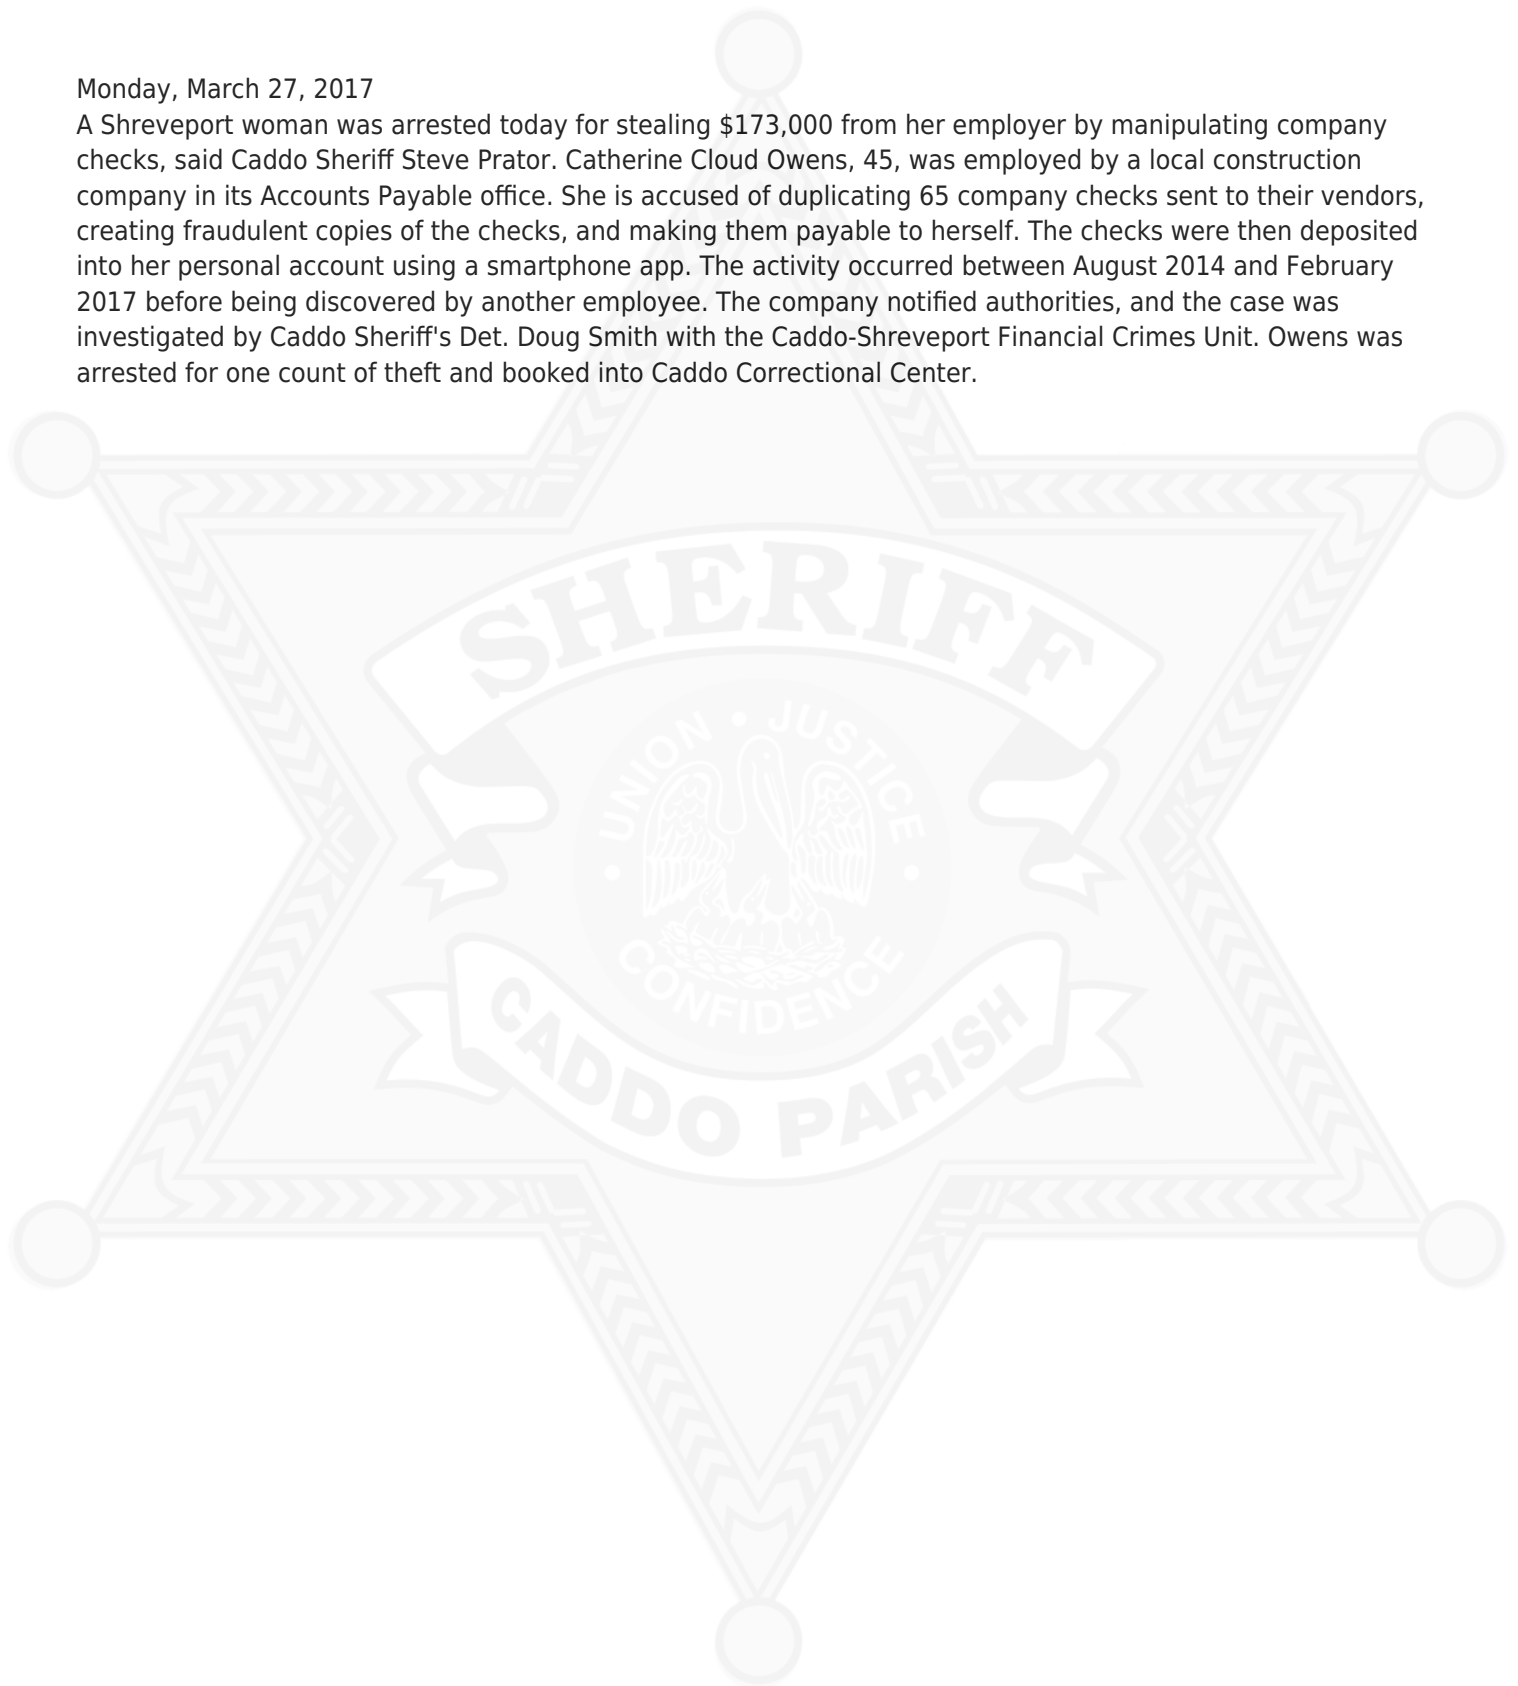 Monday, March 27, 2017
A Shreveport woman was arrested today for stealing $173,000 from her employer by manipulating company
checks, said Caddo Sheriff Steve Prator. Catherine Cloud Owens, 45, was employed by a local construction
company in its Accounts Payable office. She is accused of duplicating 65 company checks sent to their vendors,
creating fraudulent copies of the checks, and making them payable to herself. The checks were then deposited
into her personal account using a smartphone app. The activity occurred between August 2014 and February
2017 before being discovered by another employee. The company notified authorities, and the case was
investigated by Caddo Sheriff's Det. Doug Smith with the Caddo-Shreveport Financial Crimes Unit. Owens was
arrested for one count of theft and booked into Caddo Correctional Center.
SHERIFF
UNION • JUSTICE
• CONFIDENCE •
CADDO PARISH